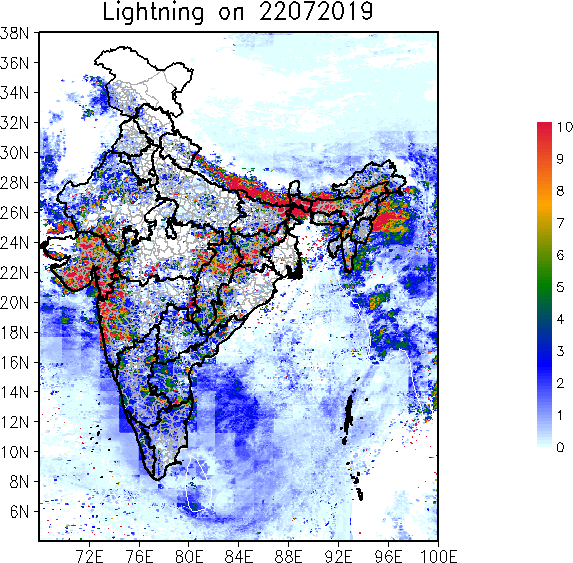 Lightning on 22072019
38N
36N
34N
32N
30N
28N
26N
24N
22N
20N
18N
16N
14N
12N
10N
8N
6N
72E 76E 80E 84E 88E 92E 96E 100E
10
9
8
7
6
5
4
3
2
1
0